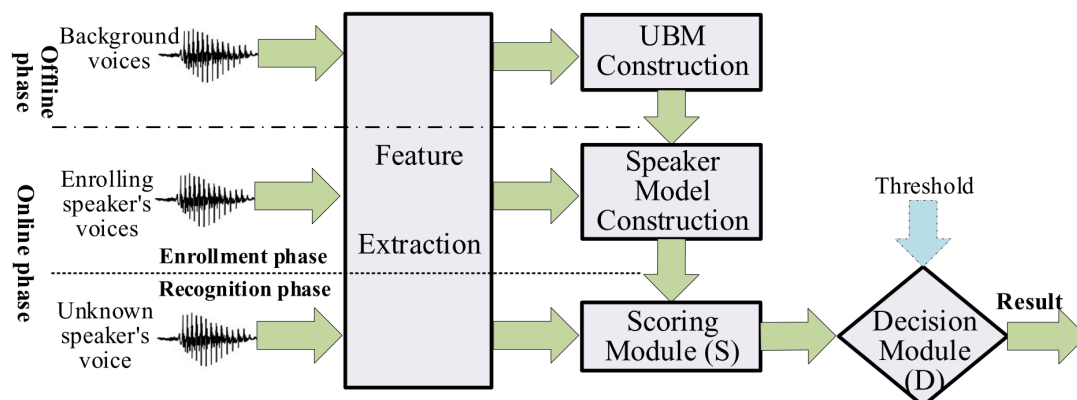 Offline
phase
Background
voices
UBM
Construction
Feature
Extraction
Online phase
Enrolling
speaker's
voices
Speaker
Model
Construction
Threshold
Enrollment phase
Recognition phase
Unknown
speaker's
voice
Scoring
Module (S)
Decision
Module
(D)
Result